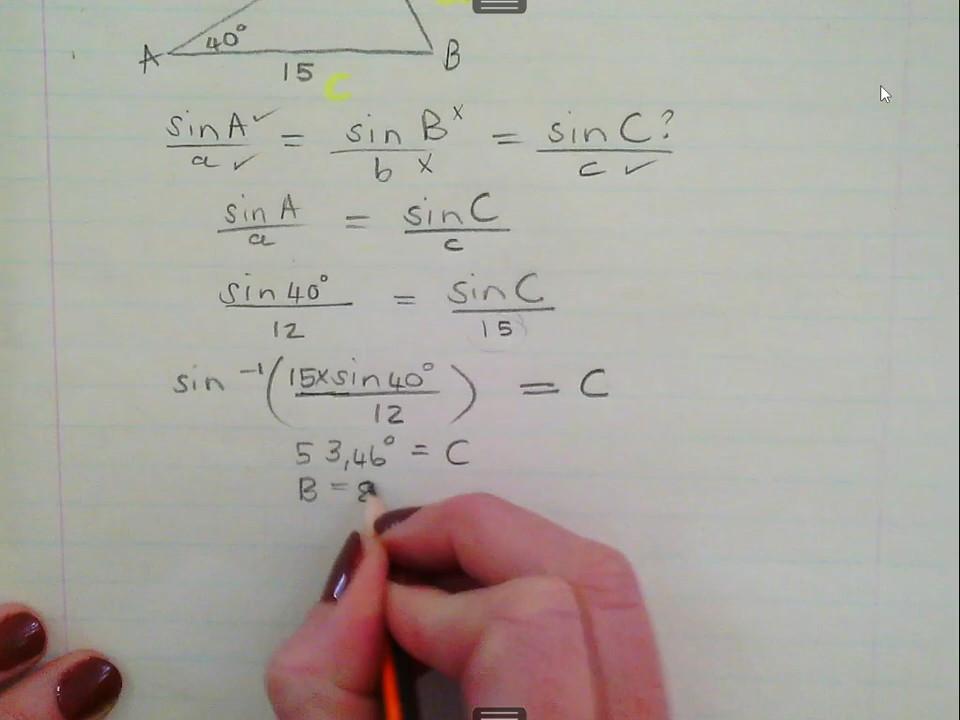 40°
A B
15
C
sin A ✓ / a ✓ = sin B x / b x = sin C ? / c ✓
sin A / a = sin C / c
sin 40° / 12 = sin C / 15
sin⁻¹ ( 15 x sin 40° / 12 ) = C
53,46° = C
B = 8